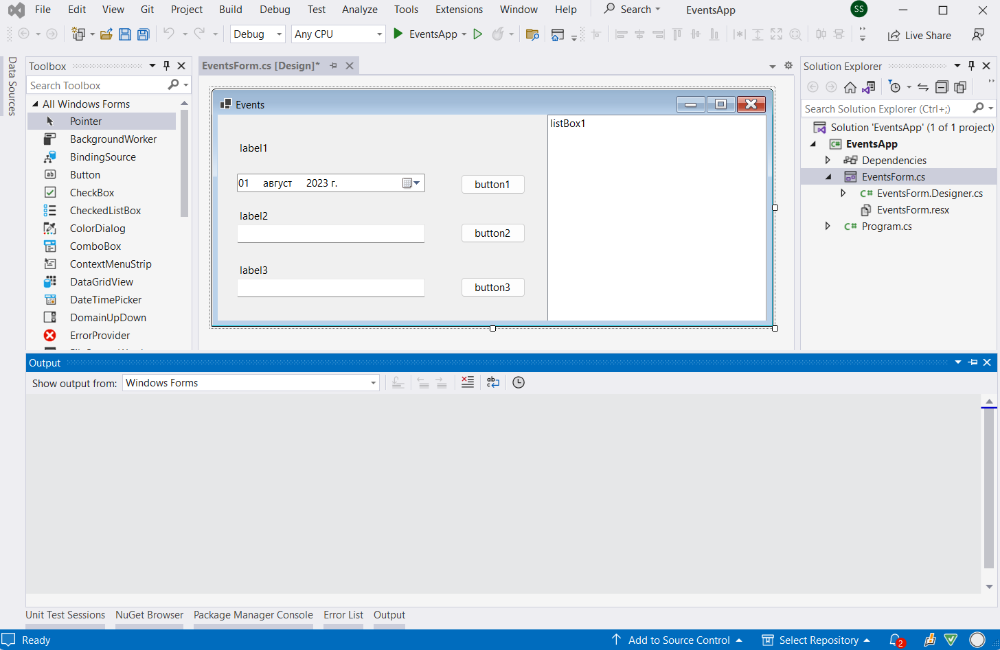 File Edit View Git Project Build Debug Test Analyze Tools Extensions Window Help Search EventsApp SS
Debug Any CPU EventsApp Live Share
Data Sources
Toolbox
Search Toolbox
All Windows Forms
Pointer
BackgroundWorker
BindingSource
Button
CheckBox
CheckedListBox
ColorDialog
ComboBox
ContextMenuStrip
DataGridView
DateTimePicker
DomainUpDown
ErrorProvider
EventsForm.cs [Design]*
Events
label1
01 август 2023 г.
button1
label2
button2
label3
button3
listBox1
Solution Explorer
Search Solution Explorer (Ctrl+;)
Solution 'EventsApp' (1 of 1 project)
EventsApp
Dependencies
EventsForm.cs
C# EventsForm.Designer.cs
EventsForm.resx
C# Program.cs
Output
Show output from: Windows Forms
Unit Test Sessions NuGet Browser Package Manager Console Error List Output
Ready Add to Source Control Select Repository 2